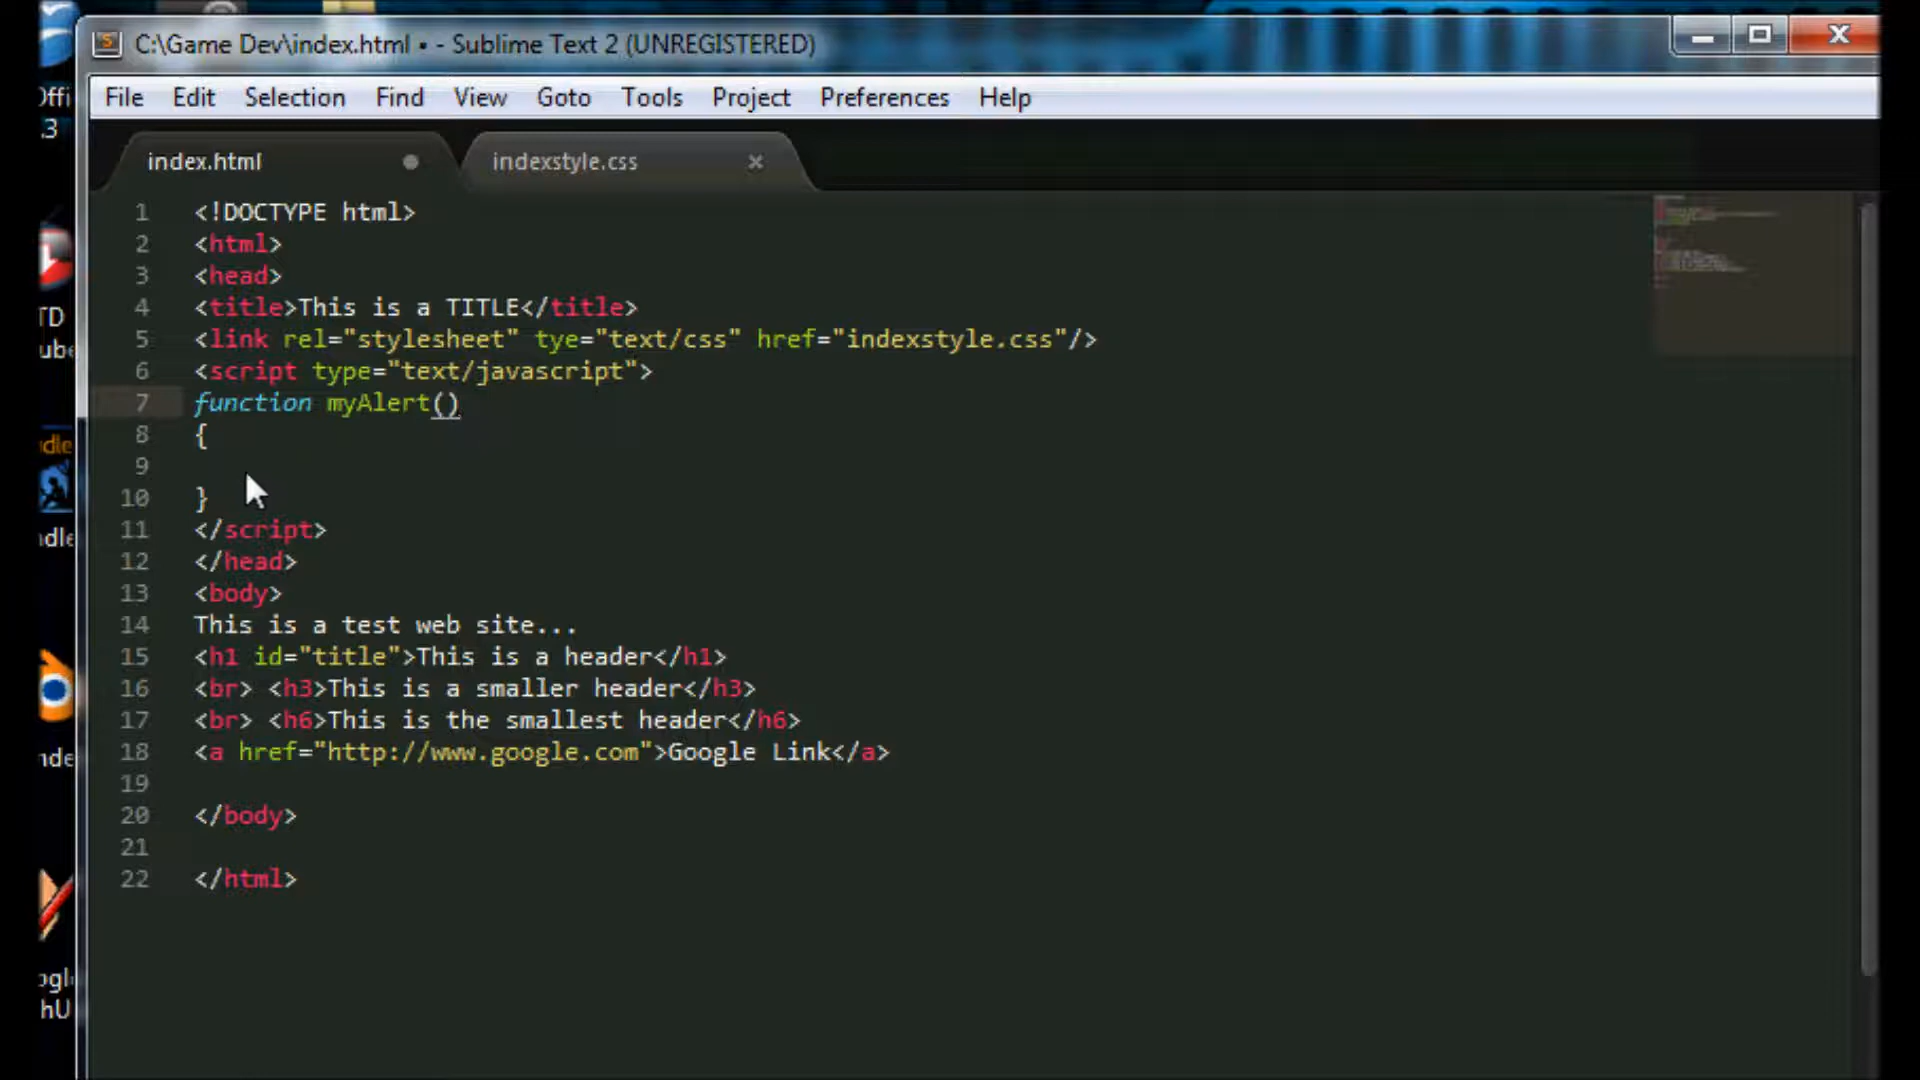 C:\Game Dev\index.html • - Sublime Text 2 (UNREGISTERED)
File Edit Selection Find View Goto Tools Project Preferences Help
index.html indexstyle.css
1 <!DOCTYPE html>
2 <html>
3 <head>
4 <title>This is a TITLE</title>
5 <link rel="stylesheet" tye="text/css" href="indexstyle.css"/>
6 <script type="text/javascript">
7 function myAlert()
8 {
9
10 }
11 </script>
12 </head>
13 <body>
14 This is a test web site...
15 <h1 id="title">This is a header</h1>
16 <br> <h3>This is a smaller header</h3>
17 <br> <h6>This is the smallest header</h6>
18 <a href="http://www.google.com">Google Link</a>
19
20 </body>
21
22 </html>